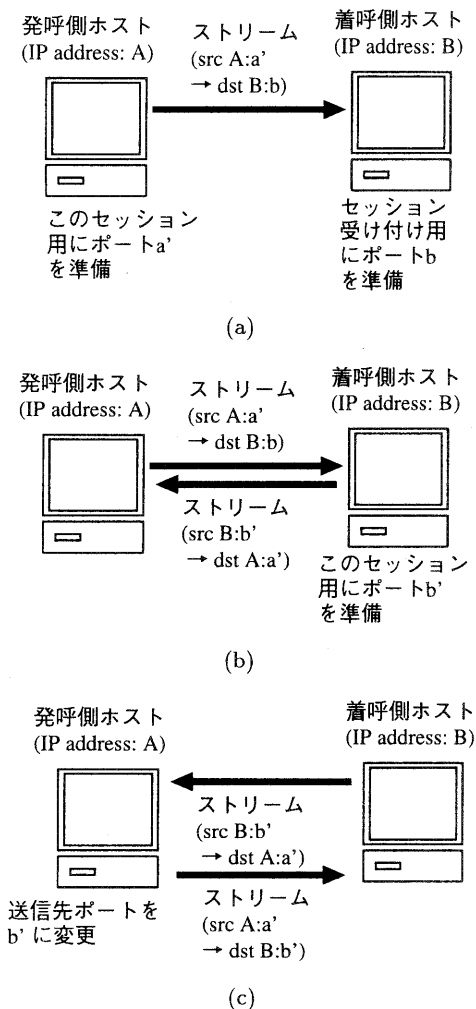 発呼側ホスト
(IP address: A)
ストリーム
(src A:a'
→ dst B:b)
着呼側ホスト
(IP address: B)
このセッション
用にポートa'
を準備
セッション
受け付け用
にポートb
を準備
(a)
発呼側ホスト
(IP address: A)
ストリーム
(src A:a'
→ dst B:b)
着呼側ホスト
(IP address: B)
ストリーム
(src B:b'
→ dst A:a')
このセッション
用にポートb'
を準備
(b)
発呼側ホスト
(IP address: A)
着呼側ホスト
(IP address: B)
ストリーム
(src B:b'
→ dst A:a')
送信先ポートを
b' に変更
ストリーム
(src A:a'
→ dst B:b')
(c)